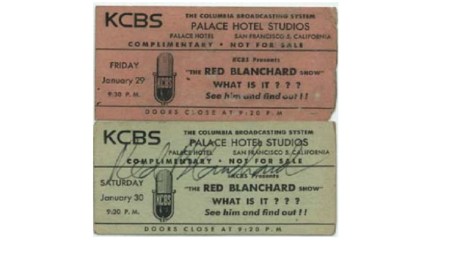 KCBS THE COLUMBIA BROADCASTING SYSTEM
PALACE HOTEL STUDIOS
PALACE HOTEL SAN FRANCISCO 5, CALIFORNIA
COMPLIMENTARY • NOT FOR SALE
FRIDAY
January 29
9:30 P.M.
KCBS Presents
"THE RED BLANCHARD SHOW"
WHAT IS IT ? ? ?
See him and find out!!
DOORS CLOSE AT 9:20 P.M
KCBS THE COLUMBIA BROADCASTING SYSTEM
PALACE HOTEL STUDIOS
PALACE HOTEL SAN FRANCISCO 5, CALIFORNIA
COMPLIMENTARY • NOT FOR SALE
Red Blanchard
SATURDAY
January 30
9:30 P.M.
KCBS Presents
"THE RED BLANCHARD SHOW"
WHAT IS IT ? ? ?
See him and find out!!
DOORS CLOSE AT 9:20 P.M